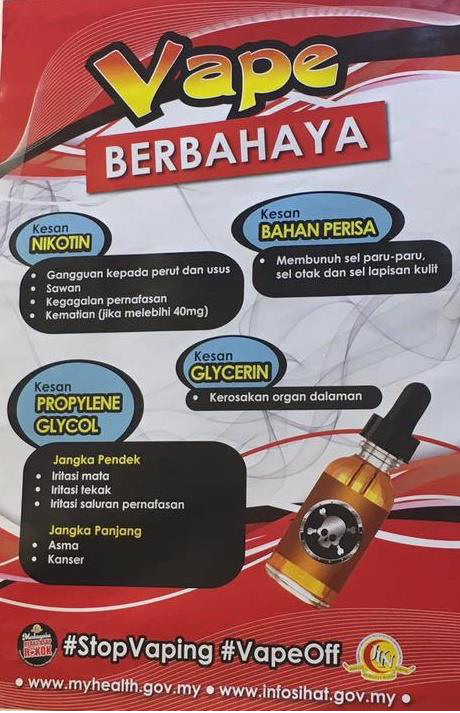 Vape
BERBAHAYA
Kesan
NIKOTIN
• Gangguan kepada perut dan usus
• Sawan
• Kegagalan pernafasan
• Kematian (jika melebihi 40mg)
Kesan
BAHAN PERISA
• Membunuh sel paru-paru,
sel otak dan sel lapisan kulit
Kesan
GLYCERIN
• Kerosakan organ dalaman
Kesan
PROPYLENE
GLYCOL
Jangka Pendek
• Iritasi mata
• Iritasi tekak
• Iritasi saluran pernafasan
Jangka Panjang
• Asma
• Kanser
#StopVaping #VapeOff
• www.myhealth.gov.my • www.infosihat.gov.my •